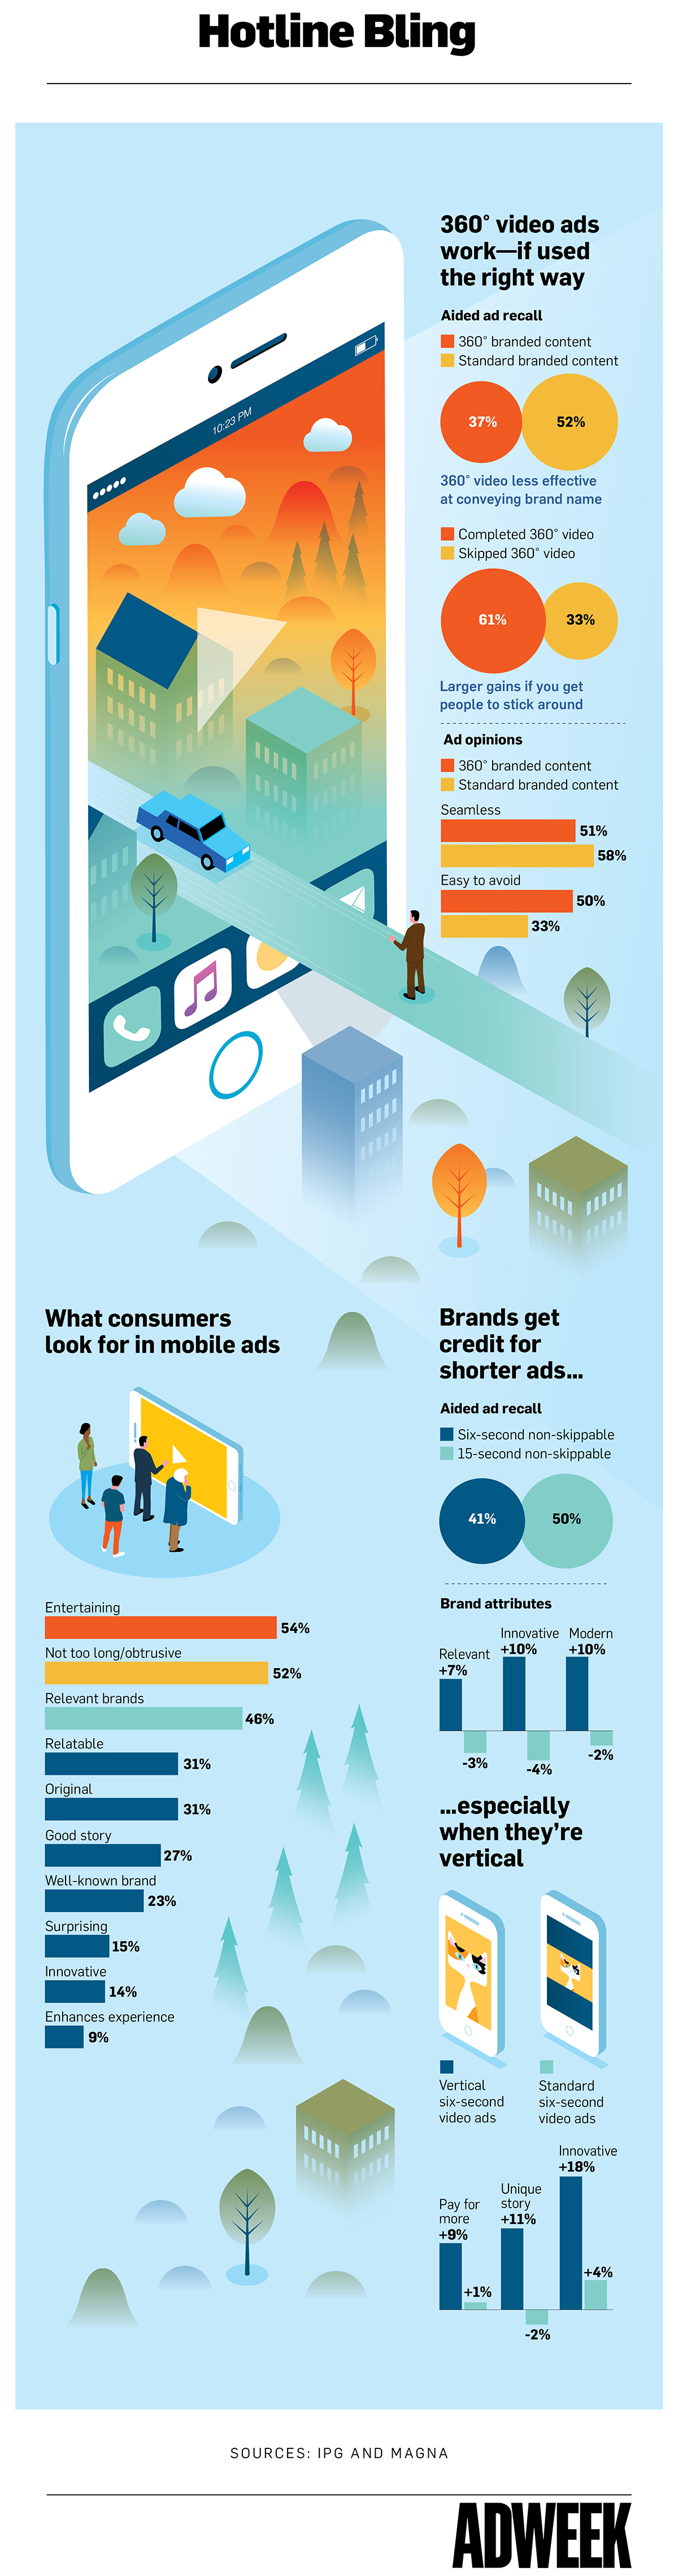 Hotline Bling
10:23 PM
360° video ads
work—if used
the right way
Aided ad recall
360° branded content
Standard branded content
37%
52%
360° video less effective
at conveying brand name
Completed 360° video
Skipped 360° video
61%
33%
Larger gains if you get
people to stick around
Ad opinions
360° branded content
Standard branded content
Seamless
51%
58%
Easy to avoid
50%
33%
What consumers
look for in mobile ads
Entertaining
54%
Not too long/obtrusive
52%
Relevant brands
46%
Relatable
31%
Original
31%
Good story
27%
Well-known brand
23%
Surprising
15%
Innovative
14%
Enhances experience
9%
Brands get
credit for
shorter ads...
Aided ad recall
Six-second non-skippable
15-second non-skippable
41%
50%
Brand attributes
Relevant
+7%
-3%
Innovative
+10%
-4%
Modern
+10%
-2%
...especially
when they're
vertical
Vertical
six-second
video ads
Standard
six-second
video ads
Pay for
more
+9%
+1%
Unique
story
+11%
-2%
Innovative
+18%
+4%
SOURCES: IPG AND MAGNA
ADWEEK